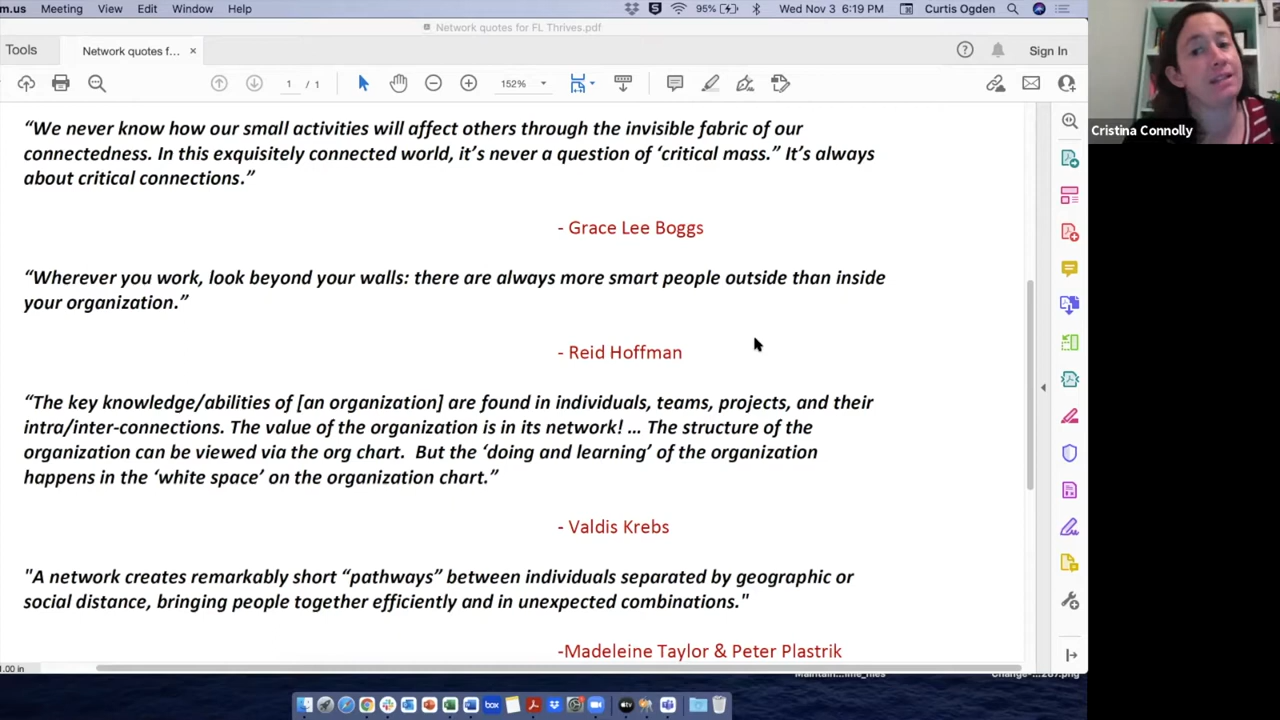 m.us Meeting View Edit Window Help 95% Wed Nov 3 6:19 PM Curtis Ogden
Network quotes for FL Thrives.pdf
Tools Network quotes f... × Sign In
1 / 1 152%
Cristina Connolly
“We never know how our small activities will affect others through the invisible fabric of our
connectedness. In this exquisitely connected world, it’s never a question of ‘critical mass.” It’s always
about critical connections.”
- Grace Lee Boggs
“Wherever you work, look beyond your walls: there are always more smart people outside than inside
your organization.”
- Reid Hoffman
“The key knowledge/abilities of [an organization] are found in individuals, teams, projects, and their
intra/inter-connections. The value of the organization is in its network! … The structure of the
organization can be viewed via the org chart. But the ‘doing and learning’ of the organization
happens in the ‘white space’ on the organization chart.”
- Valdis Krebs
"A network creates remarkably short “pathways” between individuals separated by geographic or
social distance, bringing people together efficiently and in unexpected combinations."
-Madeleine Taylor & Peter Plastrik
1.00 in
box
tv